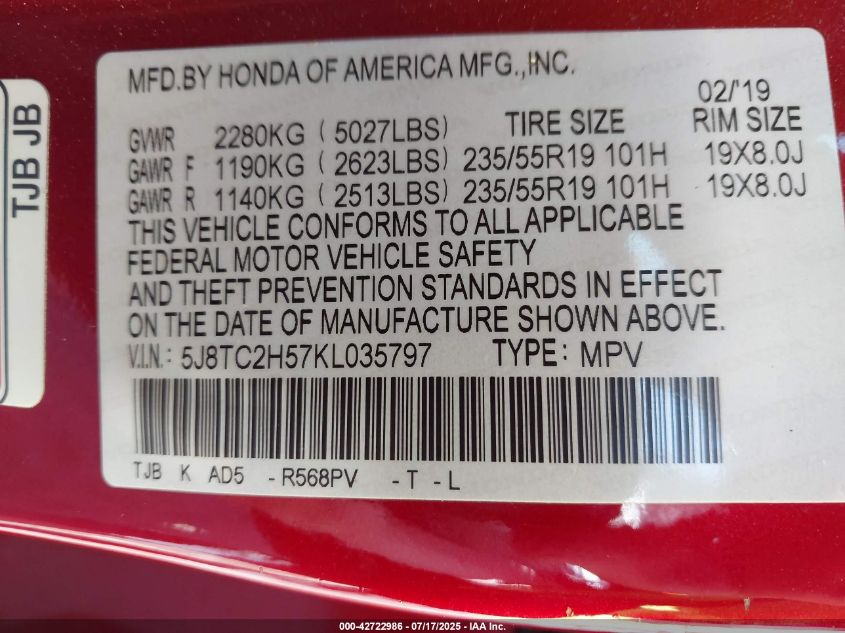 TJB JB
MFD.BY HONDA OF AMERICA MFG.,INC.
02/'19
GVWR 2280KG ( 5027LBS) TIRE SIZE RIM SIZE
GAWR F 1190KG ( 2623LBS) 235/55R19 101H 19X8.0J
GAWR R 1140KG ( 2513LBS) 235/55R19 101H 19X8.0J
THIS VEHICLE CONFORMS TO ALL APPLICABLE
FEDERAL MOTOR VEHICLE SAFETY
AND THEFT PREVENTION STANDARDS IN EFFECT
ON THE DATE OF MANUFACTURE SHOWN ABOVE.
V.I.N.: 5J8TC2H57KL035797 TYPE: MPV
TJB K AD5 -R568PV -T -L
000-42722986 - 07/17/2025 - IAA Inc.